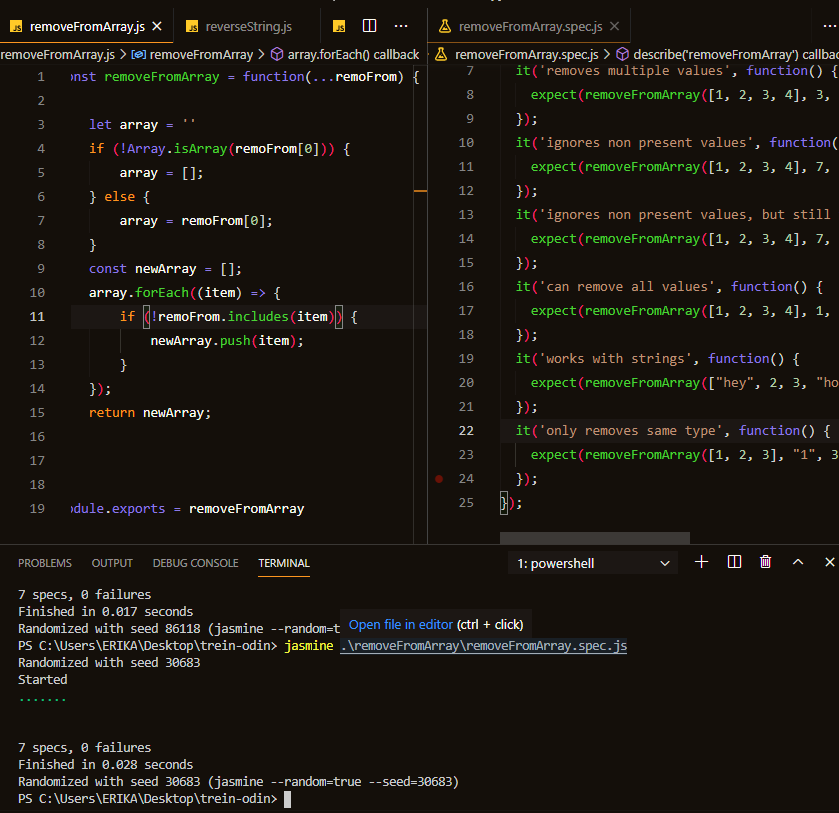 removeFromArray.js
reverseString.js
removeFromArray.js > removeFromArray > array.forEach() callback
1 onst removeFromArray = function(...remoFrom) {
2
3 let array = ''
4 if (!Array.isArray(remoFrom[0])) {
5 array = [];
6 } else {
7 array = remoFrom[0];
8 }
9 const newArray = [];
10 array.forEach((item) => {
11 if (!remoFrom.includes(item)) {
12 newArray.push(item);
13 }
14 });
15 return newArray;
16
17
18
19 odule.exports = removeFromArray
removeFromArray.spec.js
removeFromArray.spec.js > describe('removeFromArray') callbac
7 it('removes multiple values', function() {
8 expect(removeFromArray([1, 2, 3, 4], 3,
9 });
10 it('ignores non present values', function(
11 expect(removeFromArray([1, 2, 3, 4], 7,
12 });
13 it('ignores non present values, but still
14 expect(removeFromArray([1, 2, 3, 4], 7,
15 });
16 it('can remove all values', function() {
17 expect(removeFromArray([1, 2, 3, 4], 1,
18 });
19 it('works with strings', function() {
20 expect(removeFromArray(["hey", 2, 3, "ho
21 });
22 it('only removes same type', function() {
23 expect(removeFromArray([1, 2, 3], "1", 3
24 });
25 });
PROBLEMS OUTPUT DEBUG CONSOLE TERMINAL 1: powershell
7 specs, 0 failures
Finished in 0.017 seconds
Randomized with seed 86118 (jasmine --random=t
Open file in editor (ctrl + click)
PS C:\Users\ERIKA\Desktop\trein-odin> jasmine .\removeFromArray\removeFromArray.spec.js
Randomized with seed 30683
Started
.......
7 specs, 0 failures
Finished in 0.028 seconds
Randomized with seed 30683 (jasmine --random=true --seed=30683)
PS C:\Users\ERIKA\Desktop\trein-odin>